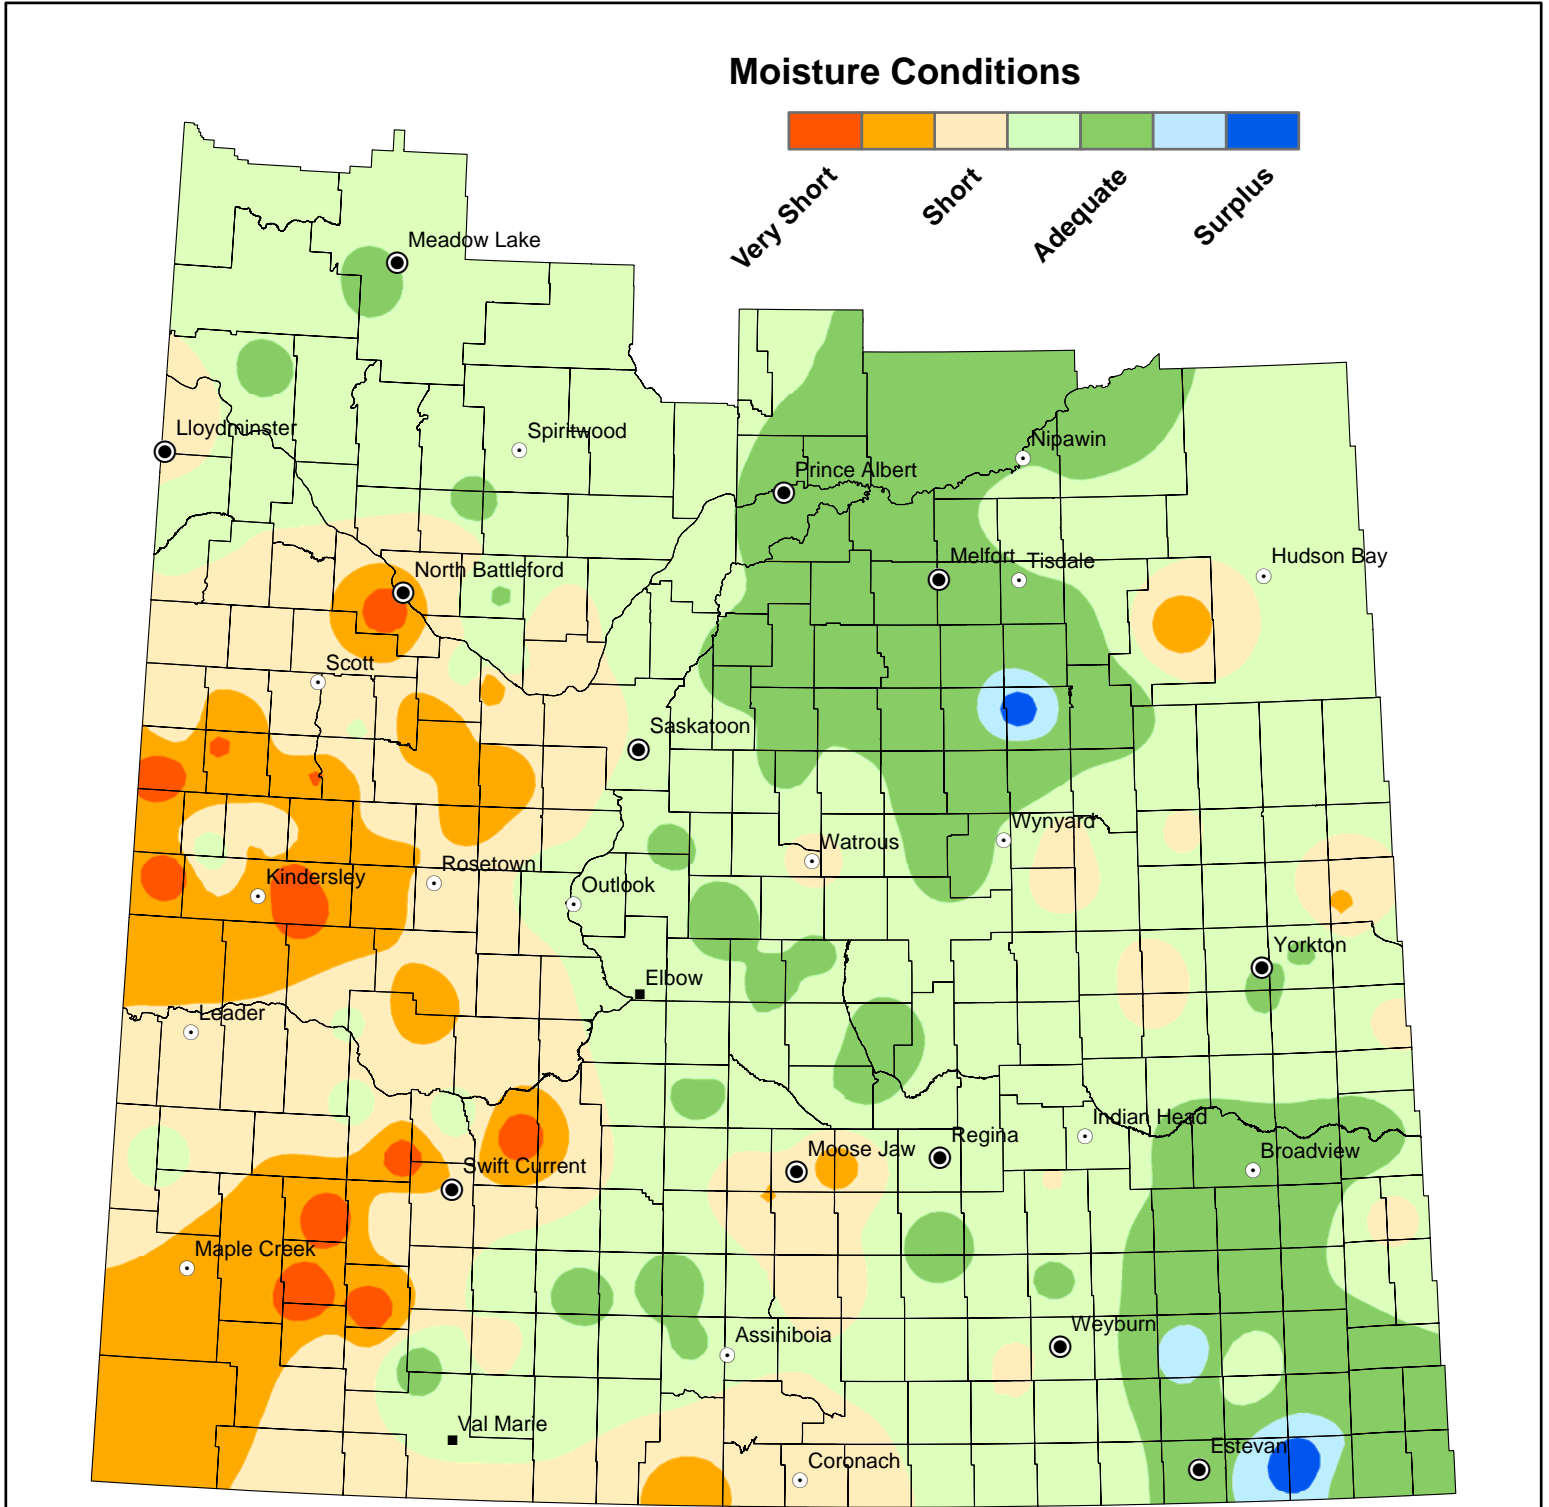 Moisture Conditions
Very Short
Short
Adequate
Surplus
Meadow Lake
Lloydminster
Spiritwood
Nipawin
Prince Albert
Melfort
Tisdale
Hudson Bay
North Battleford
Scott
Saskatoon
Wynyard
Watrous
Rosetown
Kindersley
Outlook
Yorkton
Elbow
Leader
Indian Head
Regina
Moose Jaw
Broadview
Swift Current
Maple Creek
Weyburn
Assiniboia
Val Marie
Estevan
Coronach